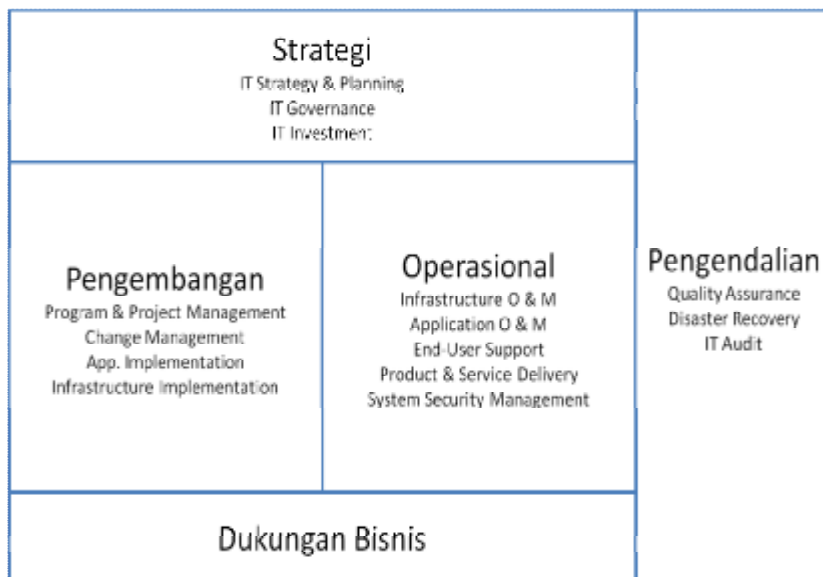 Strategi
IT Strategy & Planning
IT Governance
IT Investment
Pengembangan
Program & Project Management
Change Management
App. Implementation
Infrastructure Implementation
Operasional
Infrastructure O & M
Application O & M
End-User Support
Product & Service Delivery
System Security Management
Pengendalian
Quality Assurance
Disaster Recovery
IT Audit
Dukungan Bisnis